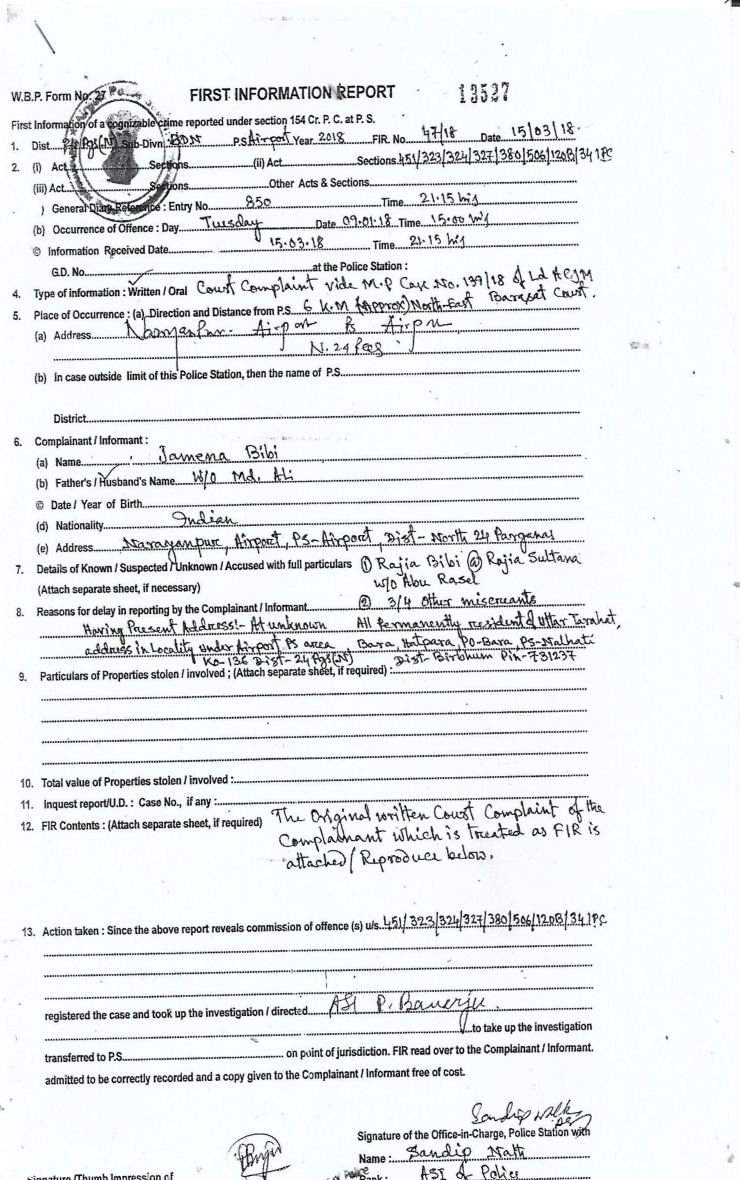 W.B.P. Form No. 27
FIRST INFORMATION REPORT
13527
First Information of a cognizable crime reported under section 154 Cr. P. C. at P. S.
1. Dist. 24 Pgs(N) Sub-Divn. BDN P.S Airport Year 2018 FIR. No. 47/18 Date 15/03/18.
2. (i) Act Sections (ii) Act Sections 451/323/324/327/380/506/120B/34 IPC
(iii) Act Sections Other Acts & Sections
) General Diary Reference : Entry No. 850 Time 21.15 hrs
(b) Occurrence of Offence : Day Tuesday Date 09.01.18 Time 15.00 hrs
© Information Received Date 15.03.18 Time 21.15 hrs
G.D. No. at the Police Station :
4. Type of information : Written / Oral Court Complaint vide M.P Case No. 139/18 of Ld ACJM
Barasat Court.
5. Place of Occurrence : (a) Direction and Distance from P.S. 6 K.M (Approx) North-East
(a) Address Narayanpur. Airport PS Airport
N. 24 Pgs
(b) In case outside limit of this Police Station, then the name of P.S.
District
6. Complainant / Informant :
(a) Name Jamena Bibi
(b) Father's / Husband's Name W/O Md. Ali
© Date / Year of Birth
(d) Nationality Indian
(e) Address Narayanpur, Airport, PS-Airport, Dist- North 24 Parganas
7. Details of Known / Suspected / Unknown / Accused with full particulars ① Rajia Bibi @ Rajia Sultana
(Attach separate sheet, if necessary) W/o Abu Rasel
② 3/4 other miscreants
8. Reasons for delay in reporting by the Complainant / Informant
Having Present Address:- At unknown All Permanently resident of Uttar Tarahat,
address in Locality under Airport PS area Bara, Hatpara, PO-Bara, PS-Nalhati
Ko-136 Dist-24 Pgs(N) Dist- Birbhum Pin-731237
9. Particulars of Properties stolen / involved ; (Attach separate sheet, if required) :
10. Total value of Properties stolen / involved :
11. Inquest report/U.D. : Case No., if any :
12. FIR Contents : (Attach separate sheet, if required) The Original written Court Complaint of the
Complainant which is treated as FIR is
attached / Reproduce below.
13. Action taken : Since the above report reveals commission of offence (s) u/s. 451/323/324/327/380/506/120B/34 IPC
registered the case and took up the investigation / directed ASI P. Banerjee
to take up the investigation
transferred to P.S. on point of jurisdiction. FIR read over to the Complainant / Informant.
admitted to be correctly recorded and a copy given to the Complainant / Informant free of cost.
Signature of the Office-in-Charge, Police Station with
Name : Sandip Nath
Signature /Thumb Impression of
Rank : ASI of Police